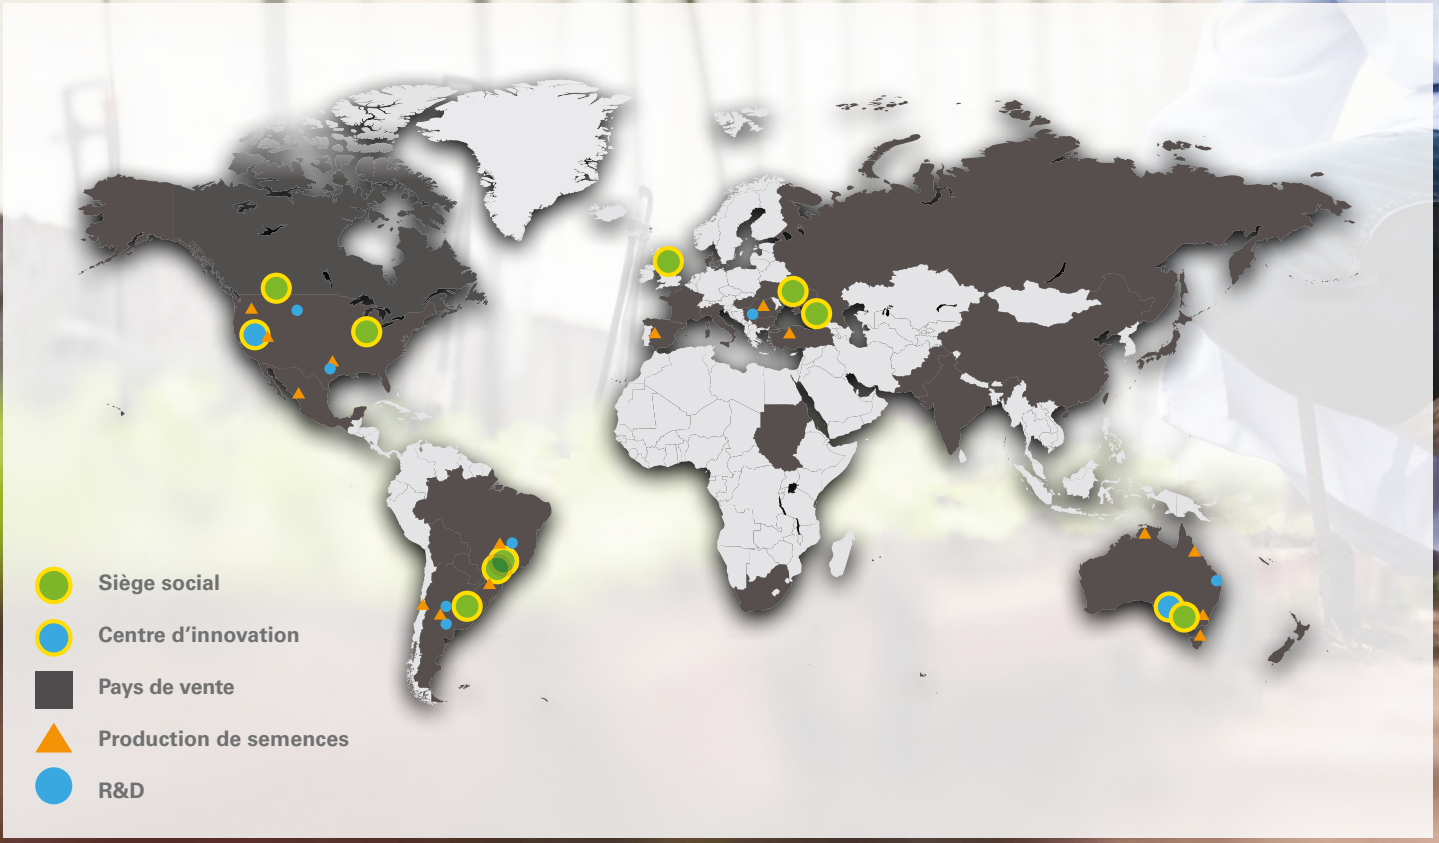 Siège social
Centre d’innovation
Pays de vente
Production de semences
R&D